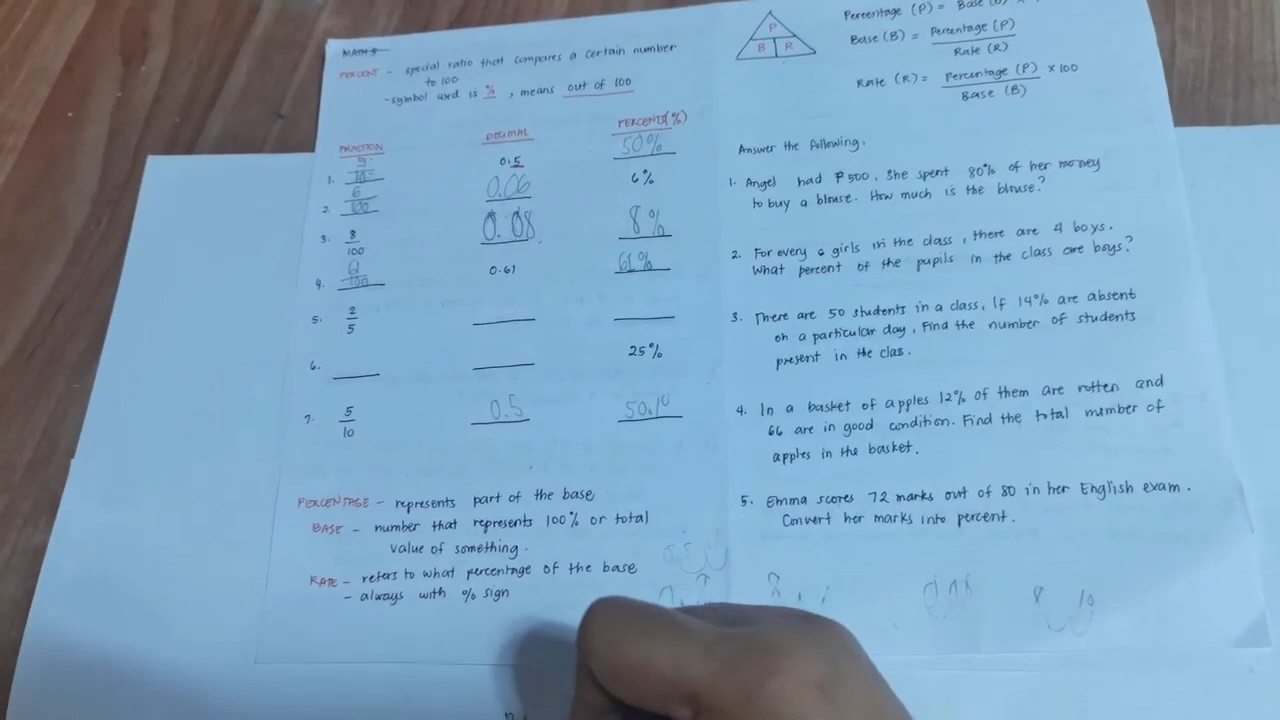 MATH 5
PERCENT - special ratio that compares a certain number
to 100
-symbol used is %, means out of 100
FRACTION DECIMAL PERCENTS(%)
1. 5/10 0.5 50%
2. 6/100 0.06 6%
3. 8/100 0.08 8%
4. 0.61 61%
5. 2/5
6. 25%
7. 5/10 0.5
PERCENTAGE - represents part of the base
BASE - number that represents 100% or total
value of something.
RATE - refers to what percentage of the base
- always with % sign
P
B R
Percentage (P) = Base (B)
Base (B) = Percentage (P)
Rate (R)
Rate (R) = Percentage (P) × 100
Base (B)
Answer the following.
1. Angel had ₱500. She spent 80% of her money
to buy a blouse. How much is the blouse?
2. For every 6 girls in the class, there are 4 boys.
What percent of the pupils in the class are boys?
3. There are 50 students in a class. If 14% are absent
on a particular day, Find the number of students
present in the clas.
4. In a basket of apples 12% of them are rotten and
66 are in good condition. Find the total number of
apples in the basket.
5. Emma scores 72 marks out of 80 in her English exam.
Convert her marks into percent.